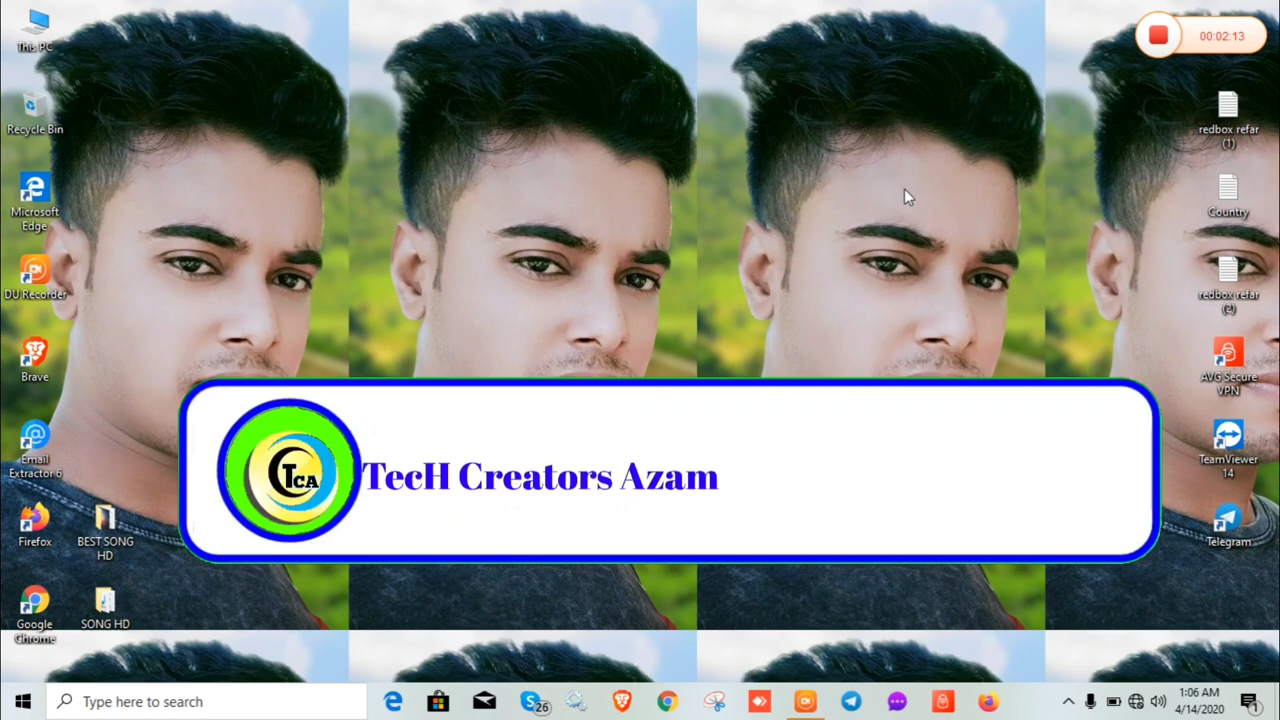 This PC
Recycle Bin
Microsoft
Edge
DU Recorder
Brave
Email
Extractor 6
Firefox
BEST SONG
HD
Google
Chrome
SONG HD
00:02:13
redbox refar
(1)
Country
redbox refar
(2)
AVG Secure
VPN
TeamViewer
14
Telegram
TCA
TecH Creators Azam
Type here to search
26
1:06 AM
4/14/2020
1